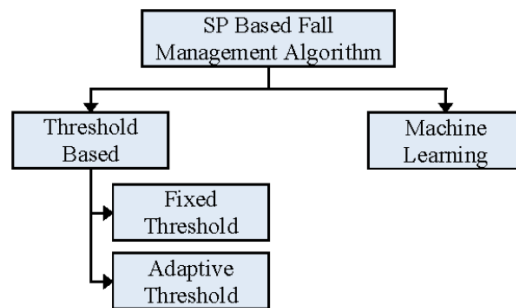 SP Based Fall
Management Algorithm
Threshold
Based
Machine
Learning
Fixed
Threshold
Adaptive
Threshold